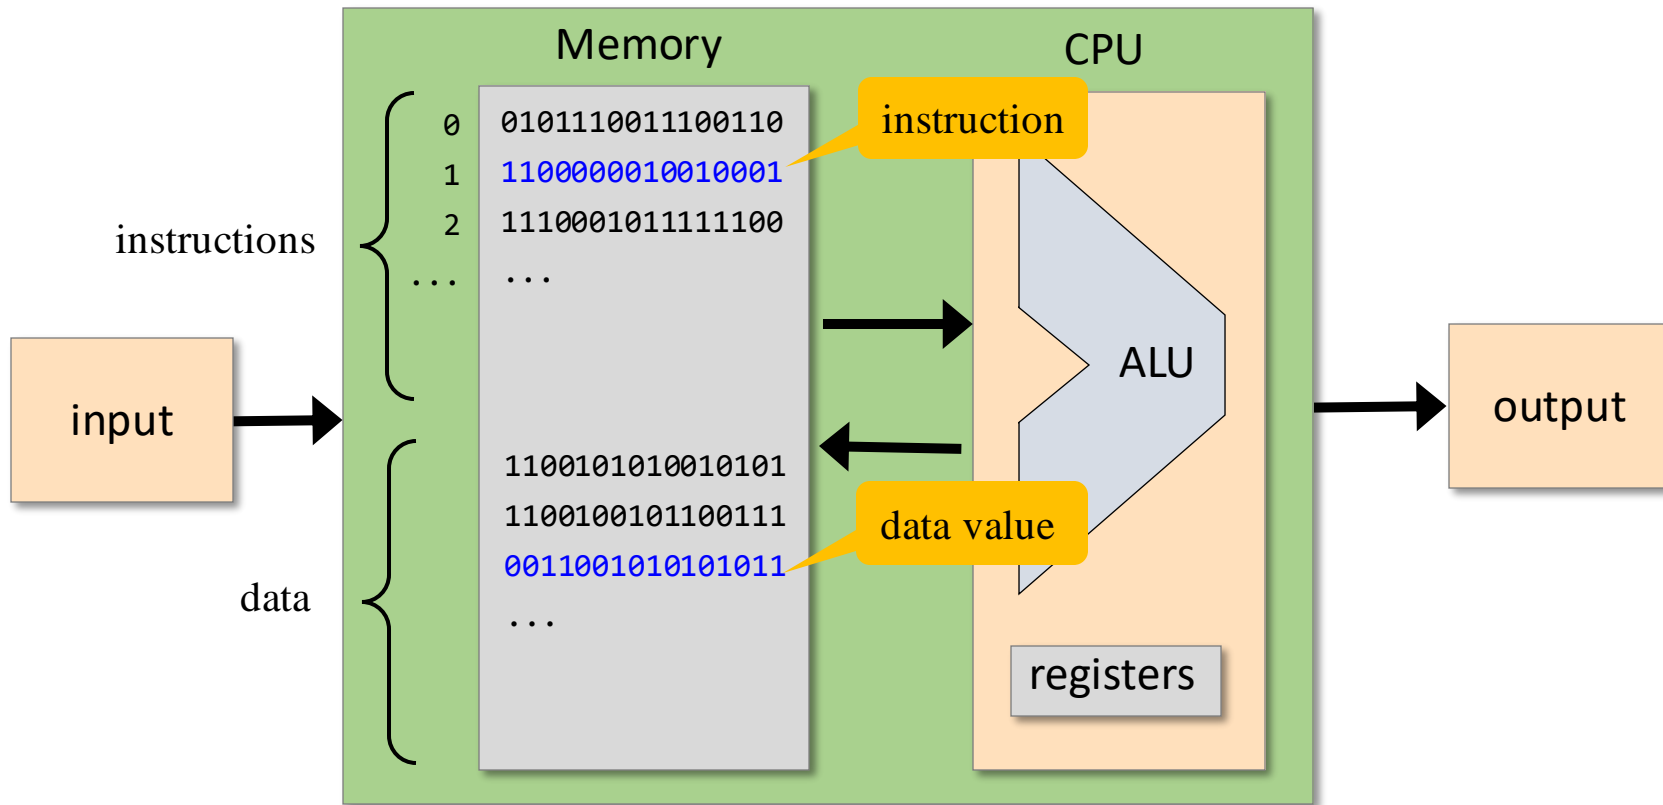 Memory
CPU
instructions
0 0101110011100110
1 1100000010010001
2 1110001011111100
... ...
instruction
input
ALU
output
data
1100101010010101
1100100101100111
0011001010101011
...
data value
registers